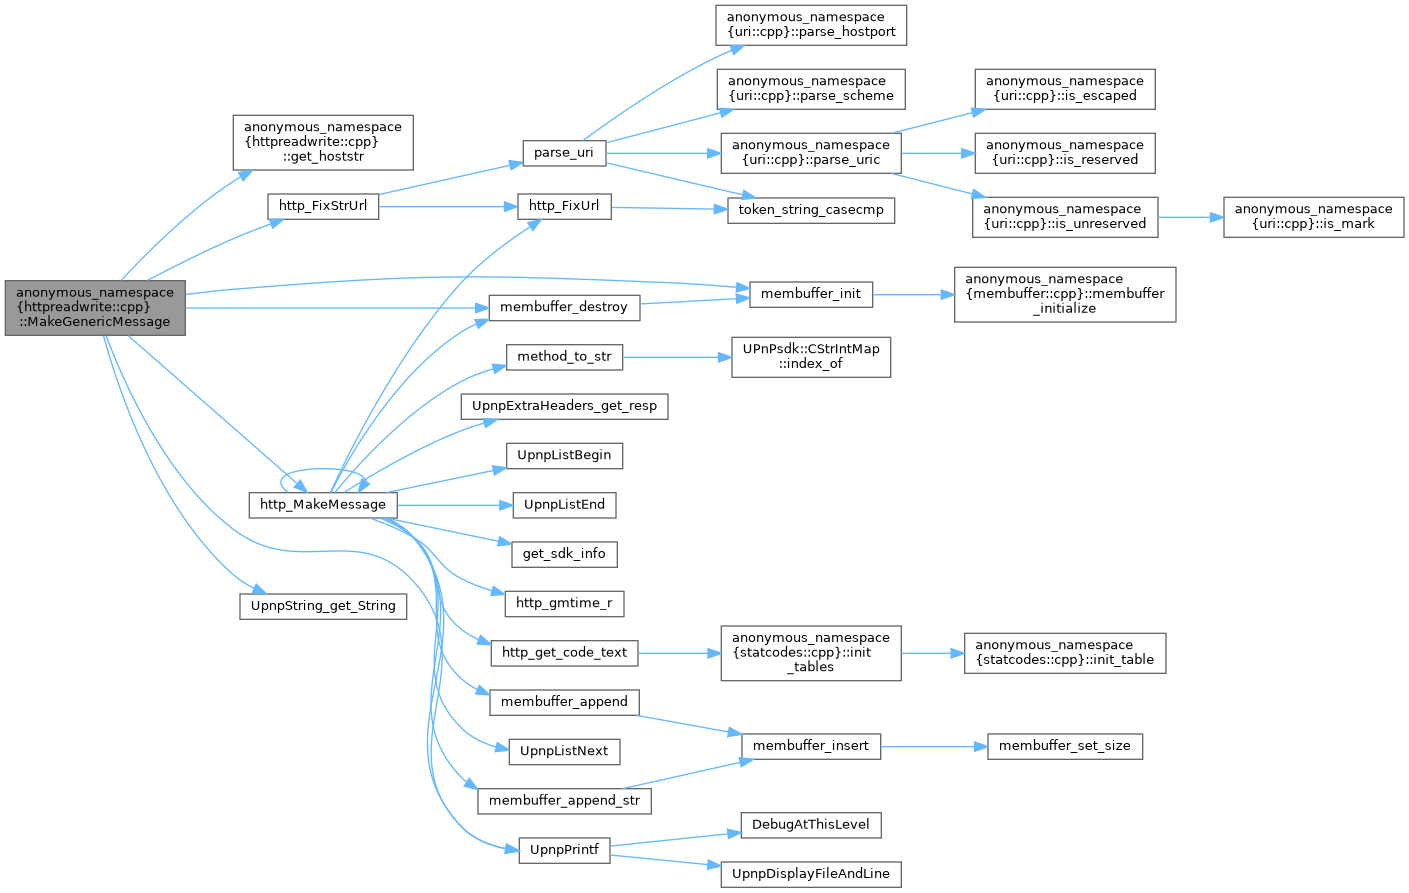 anonymous_namespace
{httpreadwrite::cpp}
::MakeGenericMessage
anonymous_namespace
{httpreadwrite::cpp}
::get_hoststr
http_FixStrUrl
parse_uri
anonymous_namespace
{uri::cpp}::parse_hostport
anonymous_namespace
{uri::cpp}::parse_scheme
anonymous_namespace
{uri::cpp}::parse_uric
anonymous_namespace
{uri::cpp}::is_escaped
anonymous_namespace
{uri::cpp}::is_reserved
anonymous_namespace
{uri::cpp}::is_unreserved
anonymous_namespace
{uri::cpp}::is_mark
token_string_casecmp
http_FixUrl
membuffer_init
anonymous_namespace
{membuffer::cpp}::membuffer
_initialize
membuffer_destroy
method_to_str
UPnPsdk::CStrIntMap
::index_of
UpnpExtraHeaders_get_resp
UpnpListBegin
http_MakeMessage
UpnpListEnd
get_sdk_info
http_gmtime_r
UpnpString_get_String
http_get_code_text
anonymous_namespace
{statcodes::cpp}::init
_tables
anonymous_namespace
{statcodes::cpp}::init_table
membuffer_append
membuffer_insert
membuffer_set_size
UpnpListNext
membuffer_append_str
UpnpPrintf
DebugAtThisLevel
UpnpDisplayFileAndLine